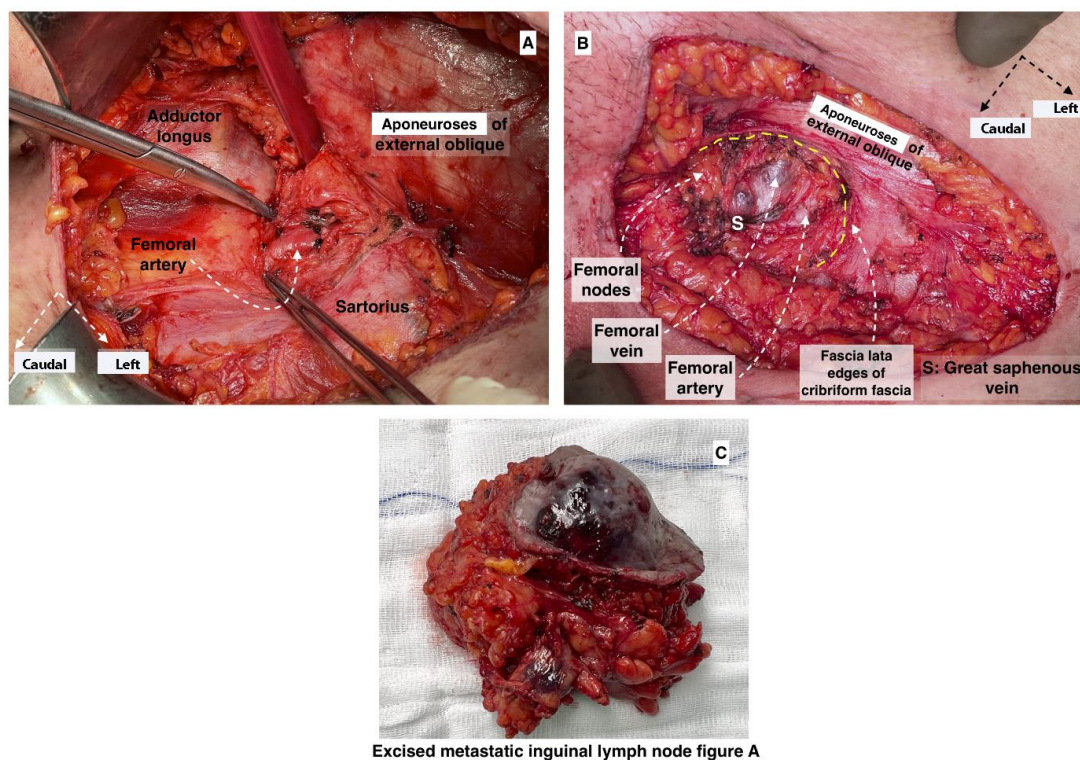 A
Adductor
longus
Aponeuroses of
external oblique
Femoral
artery
Sartorius
Caudal
Left
B
Aponeuroses of
external oblique
Left
Caudal
S
Femoral
nodes
Femoral
vein
Femoral
artery
Fascia lata
edges of
cribriform fascia
S: Great saphenous
vein
C
Excised metastatic inguinal lymph node figure A